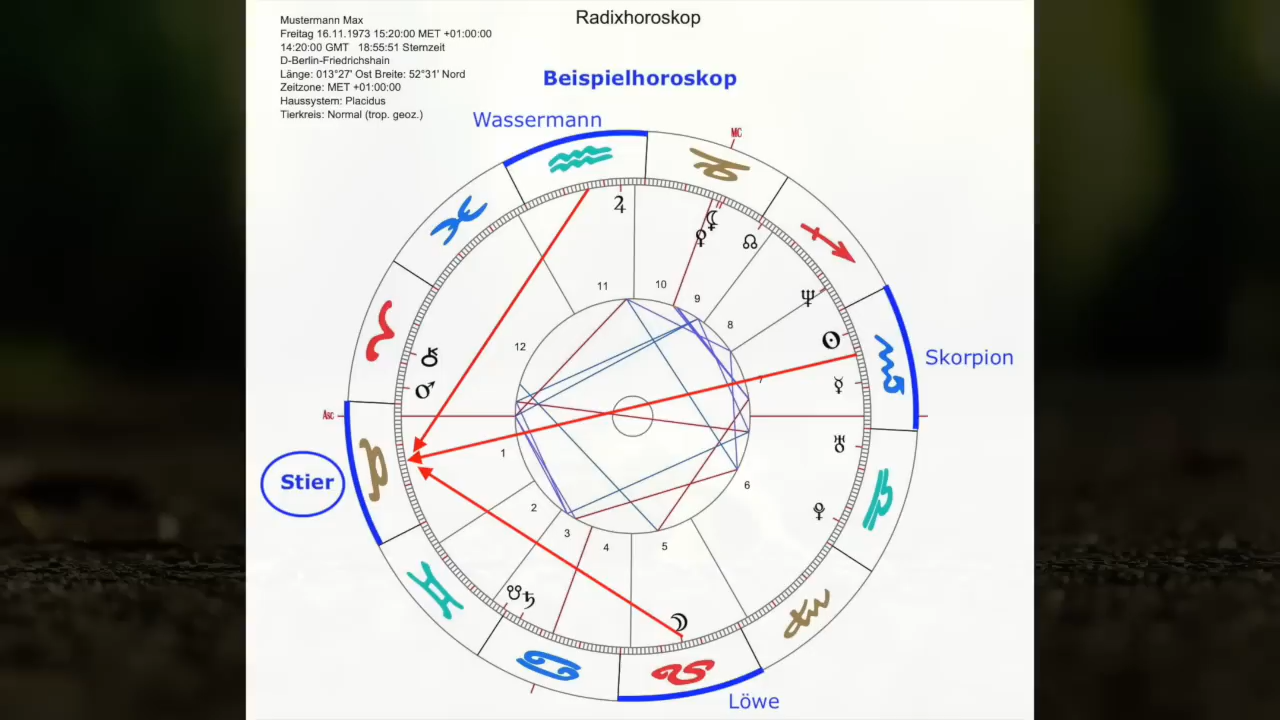 Radixhoroskop
Mustermann Max
Freitag 16.11.1973 15:20:00 MET +01:00:00
14:20:00 GMT   18:55:51 Sternzeit
D-Berlin-Friedrichshain
Länge: 013°27' Ost Breite: 52°31' Nord
Zeitzone: MET +01:00:00
Haussystem: Placidus
Tierkreis: Normal (trop. geoz.)
Beispielhoroskop
Wassermann
MC
11
10
9
8
12
7
Skorpion
Asc
1
Stier
6
2
3
4
5
Löwe